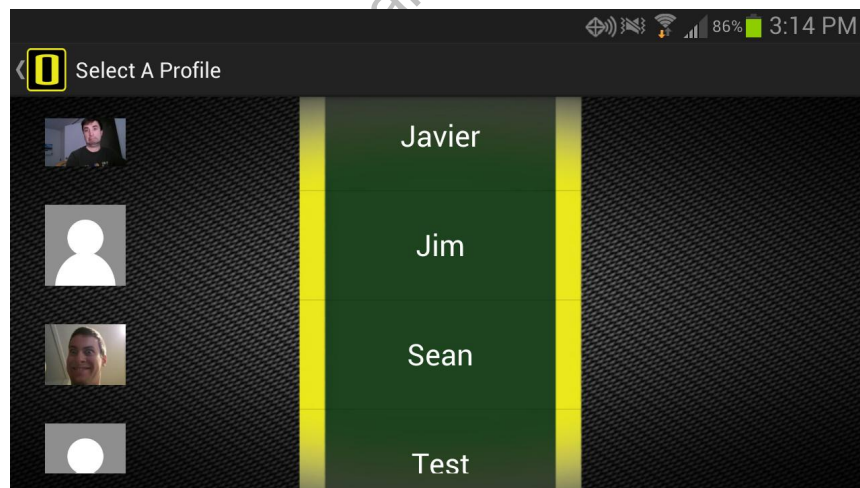 86% 3:14 PM
Select A Profile
Javier
Jim
Sean
Test